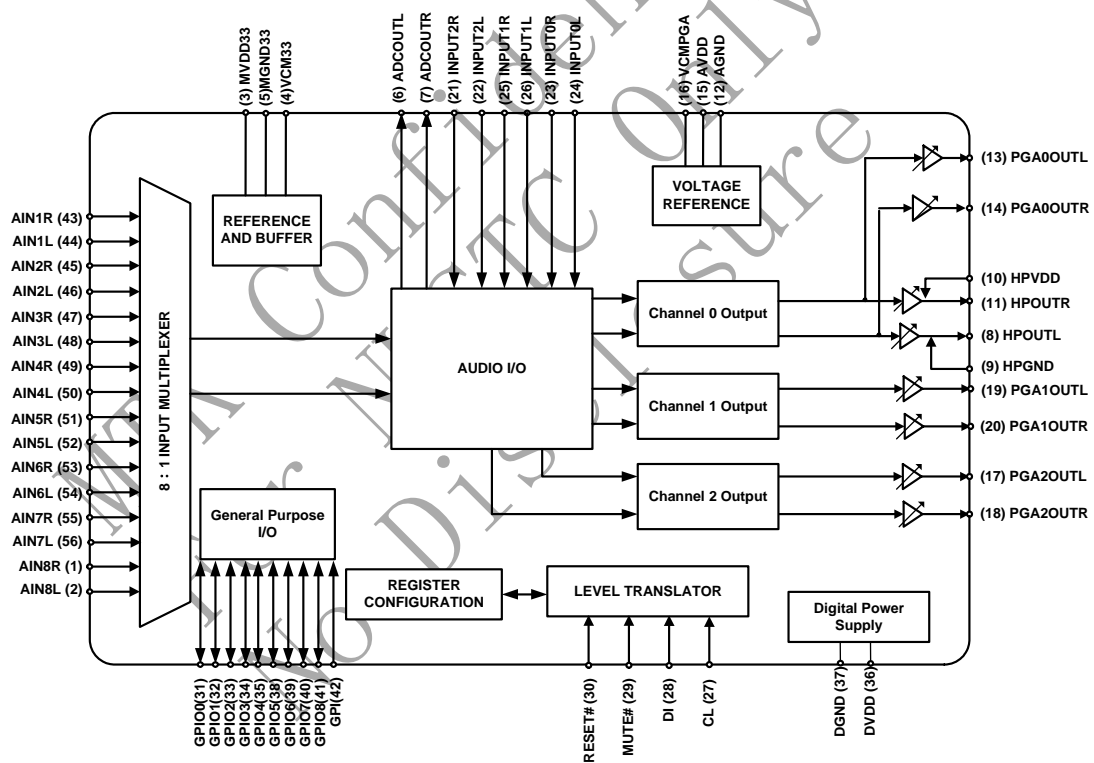 (3) MVDD33
(5)MGND33
(4)VCM33
(6) ADCOUTL
(7) ADCOUTR
(21) INPUT2R
(22) INPUT2L
(25) INPUT1R
(26) INPUT1L
(23) INPUT0R
(24) INPUT0L
(16) VCMPGA
(15) AVDD
(12) AGND
AIN1R (43)
AIN1L (44)
AIN2R (45)
AIN2L (46)
AIN3R (47)
AIN3L (48)
AIN4R (49)
AIN4L (50)
AIN5R (51)
AIN5L (52)
AIN6R (53)
AIN6L (54)
AIN7R (55)
AIN7L (56)
AIN8R (1)
AIN8L (2)
8 : 1 INPUT MULTIPLEXER
REFERENCE
AND BUFFER
VOLTAGE
REFERENCE
AUDIO I/O
Channel 0 Output
Channel 1 Output
Channel 2 Output
(13) PGA0OUTL
(14) PGA0OUTR
(10) HPVDD
(11) HPOUTR
(8) HPOUTL
(9) HPGND
(19) PGA1OUTL
(20) PGA1OUTR
(17) PGA2OUTL
(18) PGA2OUTR
General Purpose
I/O
REGISTER
CONFIGURATION
LEVEL TRANSLATOR
Digital Power
Supply
GPIO0(31)
GPIO1(32)
GPIO2(33)
GPIO3(34)
GPIO4(35)
GPIO5(38)
GPIO6(39)
GPIO7(40)
GPIO8(41)
GPI(42)
RESET# (30)
MUTE# (29)
DI (28)
CL (27)
DGND (37)
DVDD (36)
MTK Confiden
For Only
No Disclosure